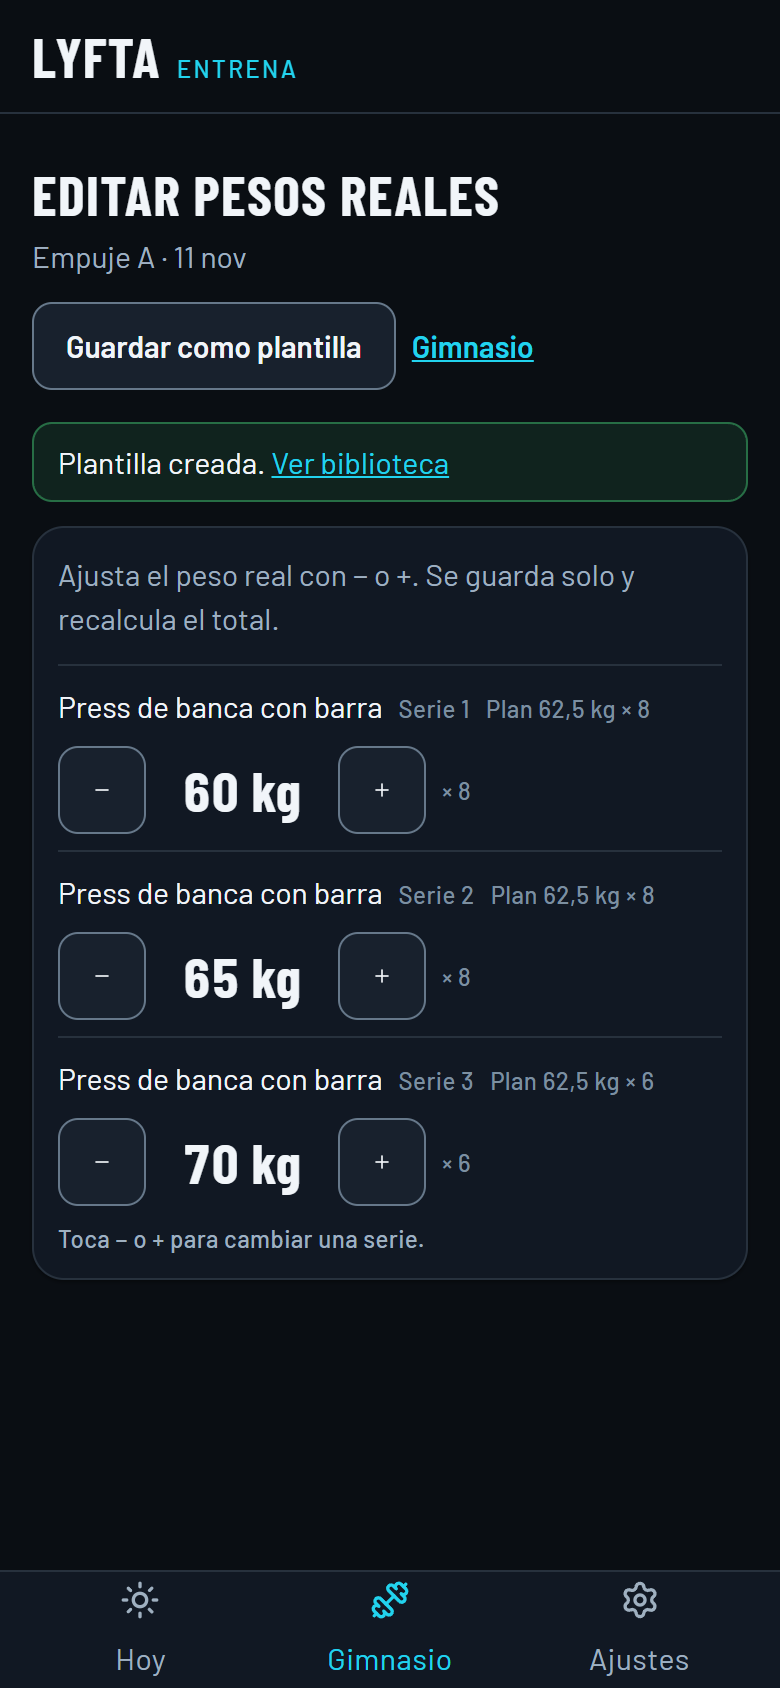 LYFTA ENTRENA
EDITAR PESOS REALES
Empuje A · 11 nov
Guardar como plantilla Gimnasio
Plantilla creada. Ver biblioteca
Ajusta el peso real con – o +. Se guarda solo y
recalcula el total.
Press de banca con barra Serie 1 Plan 62,5 kg × 8
– 60 kg + × 8
Press de banca con barra Serie 2 Plan 62,5 kg × 8
– 65 kg + × 8
Press de banca con barra Serie 3 Plan 62,5 kg × 6
– 70 kg + × 6
Toca – o + para cambiar una serie.
Hoy Gimnasio Ajustes